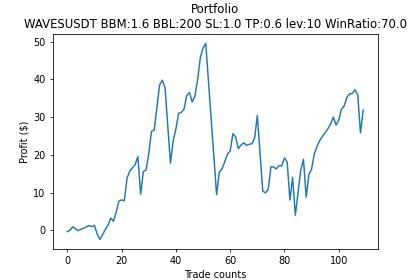 Portfolio
WAVESUSDT BBM:1.6 BBL:200 SL:1.0 TP:0.6 lev:10 WinRatio:70.0
50
40
30
20
10
0
Profit ($)
0 20 40 60 80 100
Trade counts